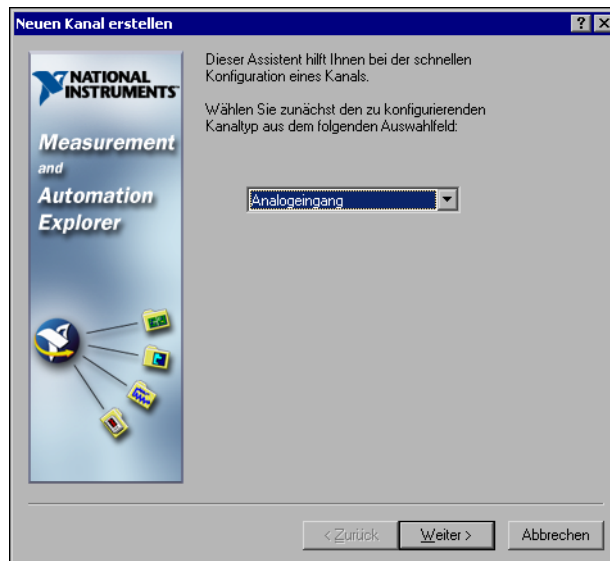 Neuen Kanal erstellen
NATIONAL
INSTRUMENTS™
Measurement
and
Automation
Explorer
Dieser Assistent hilft Ihnen bei der schnellen
Konfiguration eines Kanals.
Wählen Sie zunächst den zu konfigurierenden
Kanaltyp aus dem folgenden Auswahlfeld:
Analogeingang
< Zurück Weiter > Abbrechen